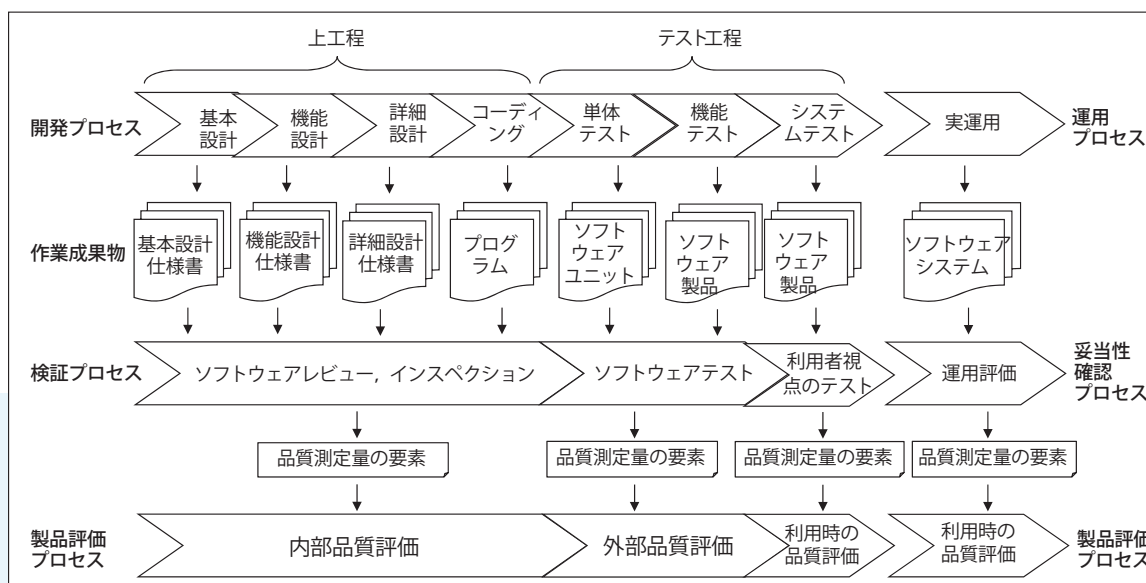 上工程
テスト工程
開発プロセス
基本
設計
機能
設計
詳細
設計
コーディ
ング
単体
テスト
機能
テスト
システ
ムテスト
実運用
運用
プロセス
作業成果物
基本設計
仕様書
機能設計
仕様書
詳細設計
仕様書
プログ
ラム
ソフト
ウェア
ユニット
ソフト
ウェア
製品
ソフト
ウェア
製品
ソフトウェア
システム
検証プロセス
ソフトウェアレビュー，インスペクション
ソフトウェアテスト
利用者視
点のテスト
運用評価
妥当性
確認
プロセス
品質測定量の要素
品質測定量の要素
品質測定量の要素
品質測定量の要素
製品評価
プロセス
内部品質評価
外部品質評価
利用時の
品質評価
利用時の
品質評価
製品評価
プロセス